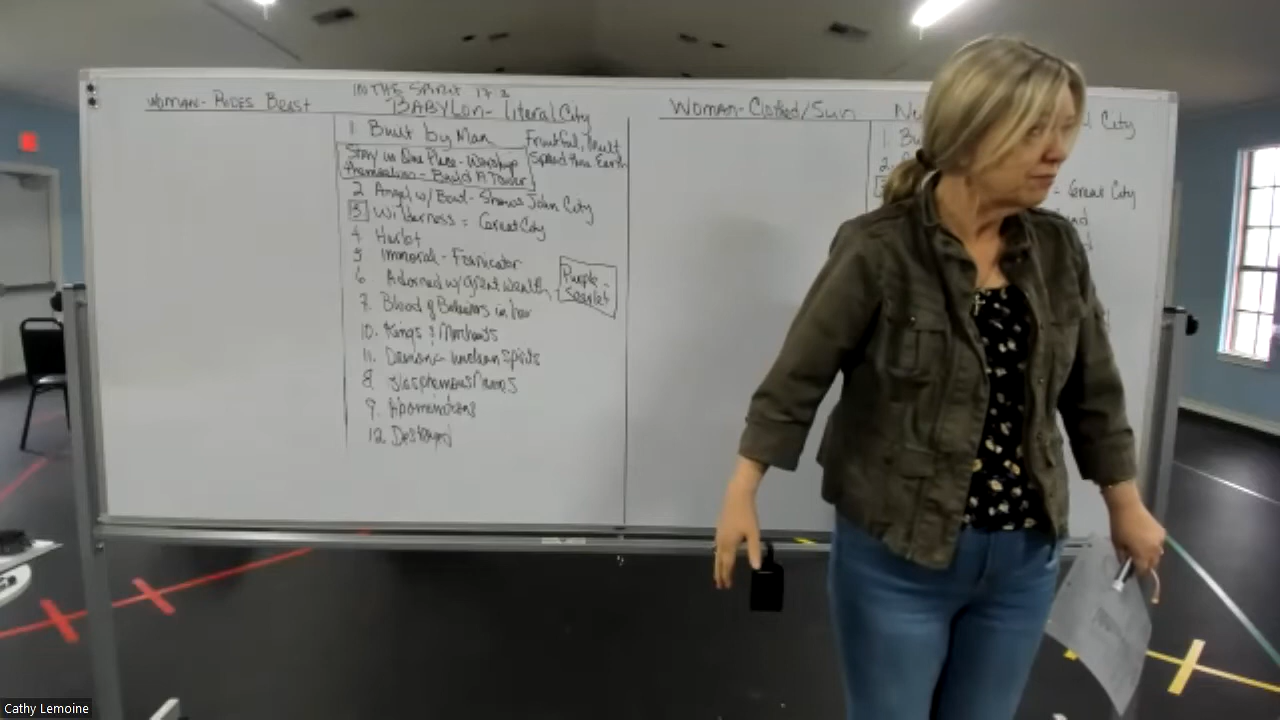 WOMAN- RIDES BEAST
IN THE SPIRIT 17:3
BABYLON- Literal City
1 Built by Man
Fruitful, Mult
Spread thru Earth
Stay in One Place - Worship
themselves - Build A Tower
2 Angel w/ Bowl - Shows John City
3 Wilderness = Great City
4 Harlot
5 Immoral - Fornicator
6 Adorned w/ great wealth
Purple -
Scarlet
7. Blood of Believers in her
10. Kings & Merchants
11. Demons - unclean spirits
8. Blasphemous Names
9. Abominations
12. Destroyed
WOMAN- Clothed/Sun
Ne
City
1. Bu
2.
- Great City
Cathy Lemoine